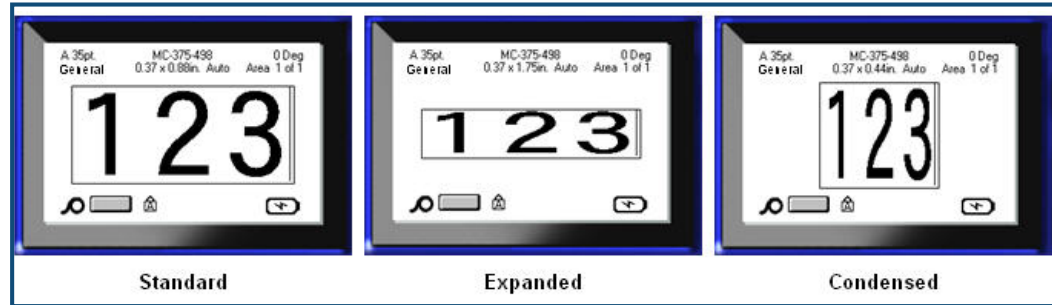 A 35pt. MC-375-498 0 Deg
General 0.37 x 0.88in. Auto Area 1 of 1
123
A
Standard
A 35pt. MC-375-498 0 Deg
General 0.37 x 1.75in. Auto Area 1 of 1
123
A
Expanded
A 35pt. MC-375-498 0 Deg
General 0.37 x 0.44in. Auto Area 1 of 1
123
A
Condensed